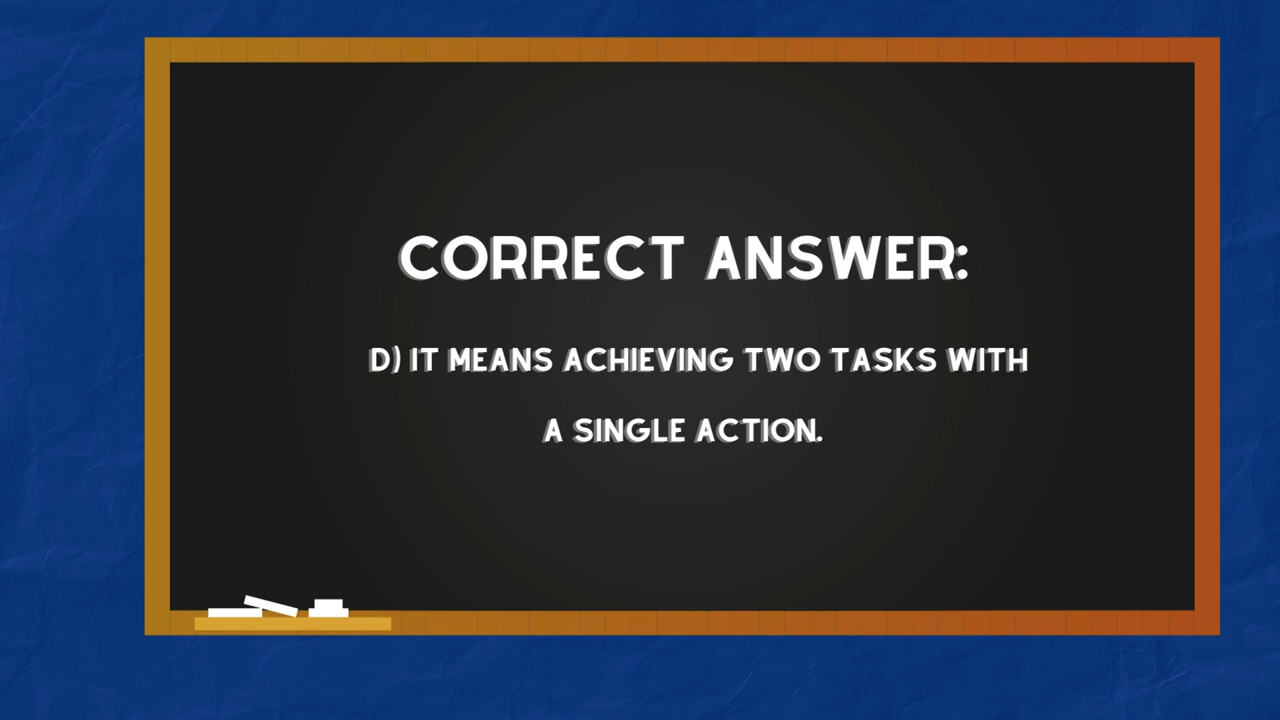 CORRECT ANSWER:
D) IT MEANS ACHIEVING TWO TASKS WITH
A SINGLE ACTION.